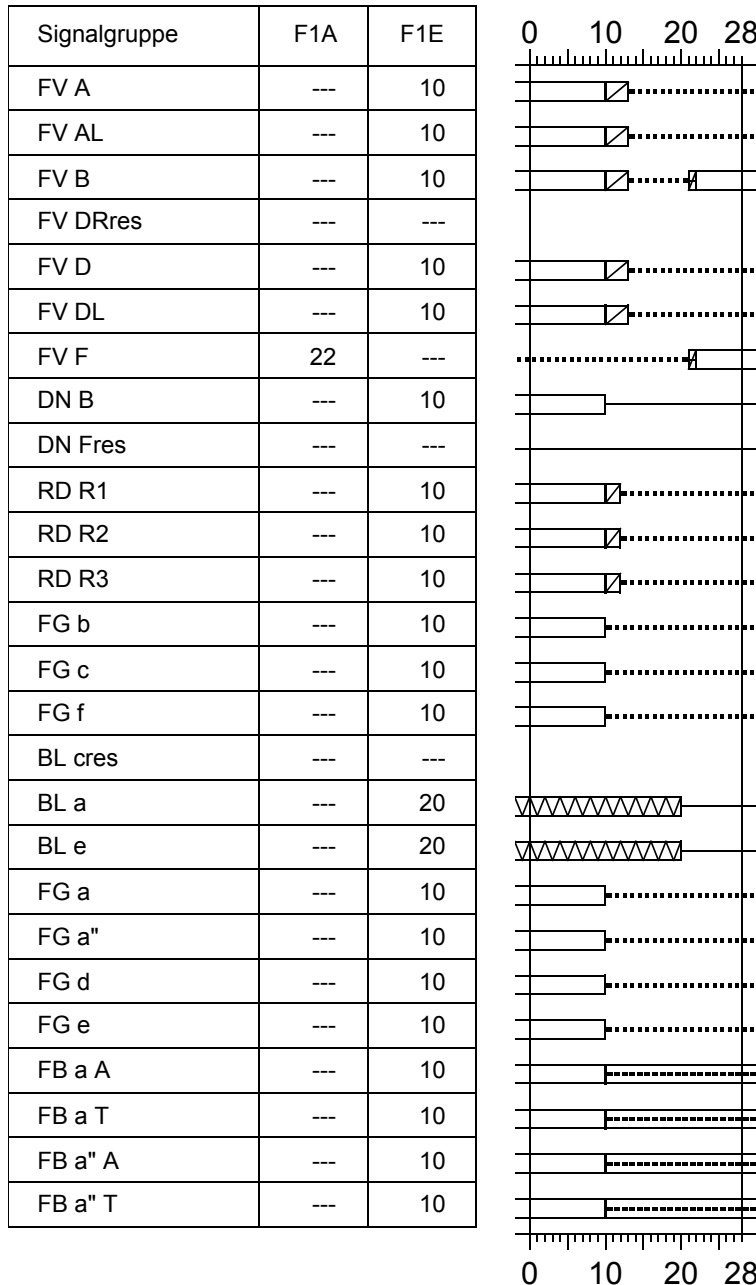 Signalgruppe F1A F1E 0 10 20 28
FV A --- 10
FV AL --- 10
FV B --- 10
FV DRres --- ---
FV D --- 10
FV DL --- 10
FV F 22 ---
DN B --- 10
DN Fres --- ---
RD R1 --- 10
RD R2 --- 10
RD R3 --- 10
FG b --- 10
FG c --- 10
FG f --- 10
BL cres --- ---
BL a --- 20
BL e --- 20
FG a --- 10
FG a" --- 10
FG d --- 10
FG e --- 10
FB a A --- 10
FB a T --- 10
FB a" A --- 10
FB a" T --- 10
0 10 20 28